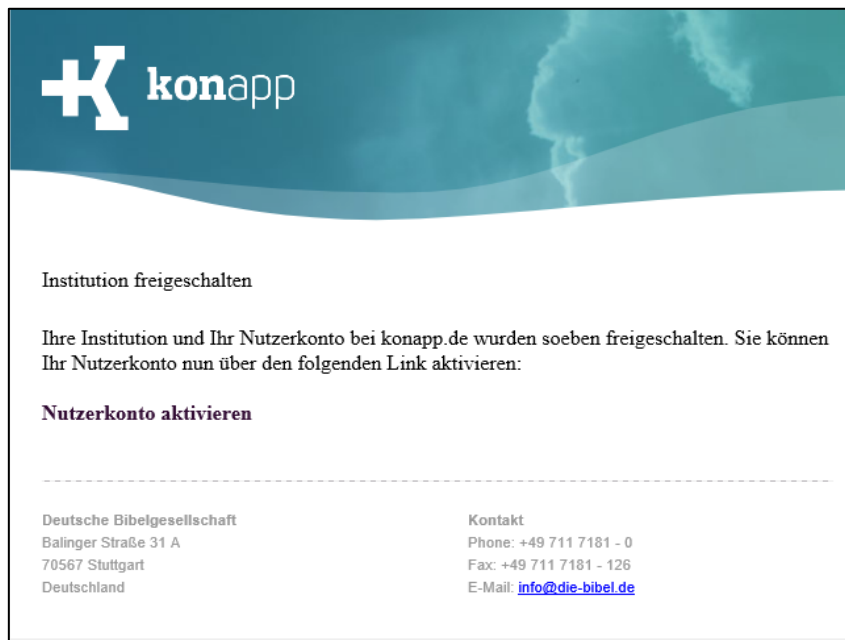 konapp
Institution freigeschalten
Ihre Institution und Ihr Nutzerkonto bei konapp.de wurden soeben freigeschalten. Sie können
Ihr Nutzerkonto nun über den folgenden Link aktivieren:
Nutzerkonto aktivieren
Deutsche Bibelgesellschaft
Balinger Straße 31 A
70567 Stuttgart
Deutschland
Kontakt
Phone: +49 711 7181 - 0
Fax: +49 711 7181 - 126
E-Mail: info@die-bibel.de